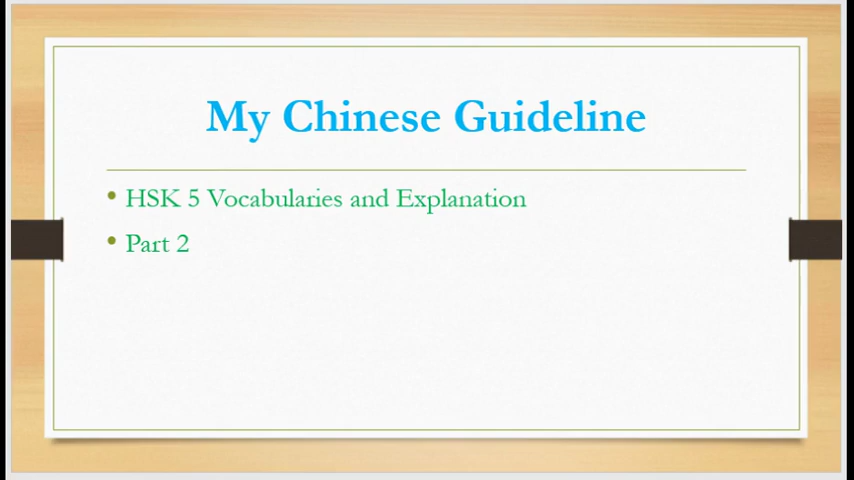 My Chinese Guideline
• HSK 5 Vocabularies and Explanation
• Part 2